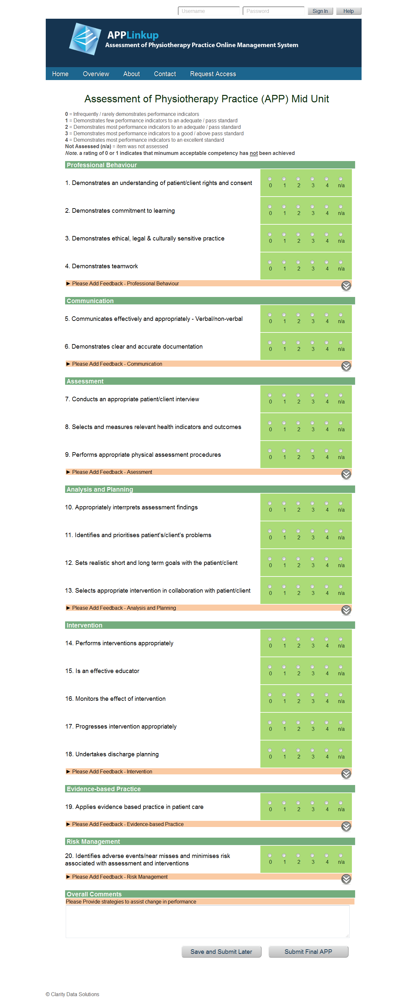 Username Password Sign In Help
APPLinkup
Assessment of Physiotherapy Practice Online Management System
Home Overview About Contact Request Access
Assessment of Physiotherapy Practice (APP) Mid Unit
0 = Infrequently / rarely demonstrates performance indicators
1 = Demonstrates few performance indicators to an adequate / pass standard
2 = Demonstrates most performance indicators to an adequate / pass standard
3 = Demonstrates most performance indicators to a good / above pass standard
4 = Demonstrates most performance indicators to an excellent standard
Not Assessed (n/a) = item was not assessed
Note. a rating of 0 or 1 indicates that minumum acceptable competency has not been achieved
Professional Behaviour
1. Demonstrates an understanding of patient/client rights and consent
0 1 2 3 4 n/a
2. Demonstrates commitment to learning
0 1 2 3 4 n/a
3. Demonstrates ethical, legal & culturally sensitive practice
0 1 2 3 4 n/a
4. Demonstrates teamwork
0 1 2 3 4 n/a
► Please Add Feedback - Professional Behaviour
Communication
5. Communicates effectively and appropriately - Verbal/non-verbal
0 1 2 3 4 n/a
6. Demonstrates clear and accurate documentation
0 1 2 3 4 n/a
► Please Add Feedback - Communication
Assessment
7. Conducts an appropriate patient/client interview
0 1 2 3 4 n/a
8. Selects and measures relevant health indicators and outcomes
0 1 2 3 4 n/a
9. Performs appropriate physical assessment procedures
0 1 2 3 4 n/a
► Please Add Feedback - Asessment
Analysis and Planning
10. Appropriately interrprets assessment findings
0 1 2 3 4 n/a
11. Identifies and prioritises patient's/client's problems
0 1 2 3 4 n/a
12. Sets realistic short and long term goals with the patient/client
0 1 2 3 4 n/a
13. Selects appropriate intervention in collaboration with patient/client
0 1 2 3 4 n/a
► Please Add Feedback - Analysis and Planning
Intervention
14. Performs interventions appropriately
0 1 2 3 4 n/a
15. Is an effective educator
0 1 2 3 4 n/a
16. Monitors the effect of intervention
0 1 2 3 4 n/a
17. Progresses intervention appropriately
0 1 2 3 4 n/a
18. Undertakes discharge planning
0 1 2 3 4 n/a
► Please Add Feedback - Intervention
Evidence-based Practice
19. Applies evidence based practice in patient care
0 1 2 3 4 n/a
► Please Add Feedback - Evidence-based Practice
Risk Management
20. Identifies adverse events/near misses and minimises risk
associated with assessment and interventions
0 1 2 3 4 n/a
► Please Add Feedback - Risk Management
Overall Comments
Please Provide strategies to assist change in performance
Save and Submit Later Submit Final APP
© Clarity Data Solutions